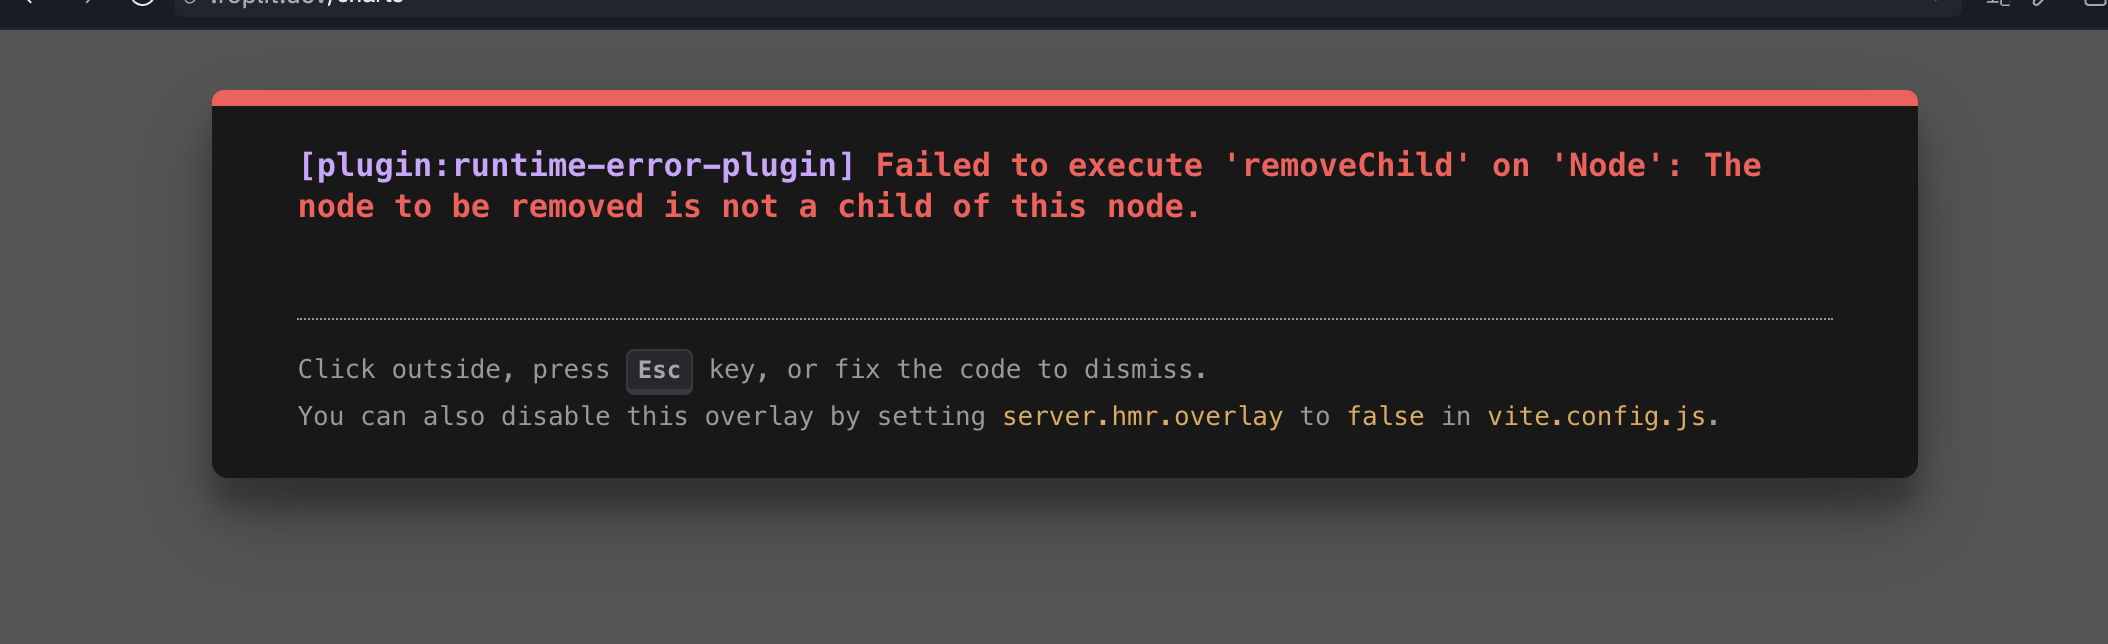 [plugin:runtime-error-plugin] Failed to execute 'removeChild' on 'Node': The
node to be removed is not a child of this node.
Click outside, press Esc key, or fix the code to dismiss.
You can also disable this overlay by setting server.hmr.overlay to false in vite.config.js.